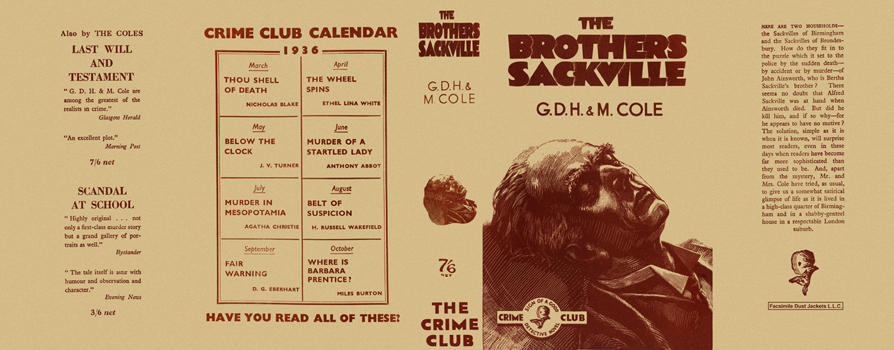 Also by THE COLES
LAST WILL
AND
TESTAMENT
“ G. D. H. & M. Cole are
among the greatest of the
realists in crime.”
Glasgow Herald
“An excellent plot.”
Morning Post
7/6 net
SCANDAL
AT SCHOOL
“ Highly original . . . not
only a first-class murder story
but a grand gallery of por-
traits as well.”
Bystander
“ The tale itself is acute with
humour and observation and
character.”
Evening News
3/6 net
CRIME CLUB CALENDAR
1936
March
THOU SHELL
OF DEATH
NICHOLAS BLAKE
April
THE WHEEL
SPINS
ETHEL LINA WHITE
May
BELOW THE
CLOCK
J. V. TURNER
June
MURDER OF A
STARTLED LADY
ANTHONY ABBOT
July
MURDER IN
MESOPOTAMIA
AGATHA CHRISTIE
August
BELT OF
SUSPICION
H. RUSSELL WAKEFIELD
September
FAIR
WARNING
D. G. EBERHART
October
WHERE IS
BARBARA
PRENTICE?
MILES BURTON
HAVE YOU READ ALL OF THESE?
THE
BROTHERS
SACKVILLE
G.D.H.&
M COLE
7/6
NET
THE
CRIME
CLUB
THE
BROTHERS
SACKVILLE
G.D.H. & M. COLE
CRIME CLUB
SIGN OF A GOOD
DETECTIVE NOVEL
HERE ARE TWO HOUSEHOLDS—
the Sackvilles of Birmingham
and the Sackvilles of Brondes-
bury. How do they fit in to
the puzzle which it set to the
police by the sudden death—
by accident or by murder—of
John Ainsworth, who is Bertha
Sackville's brother? There
seems no doubt that Alfred
Sackville was at hand when
Ainsworth died. But did he
kill him, and if so, why—for
he appears to have no motive?
The solution, simple as it is
when it is known, will surprise
most readers, even in these
days when readers have become
far more sophisticated than
they used to be. And, apart
from the mystery, Mr. and
Mrs. Cole have tried, as usual,
to give us a somewhat satirical
glimpse of life as it is lived in
a high-class quarter of Birming-
ham and in a shabby-genteel
house in a respectable London
suburb.
Facsimile Dust Jackets L.L.C.